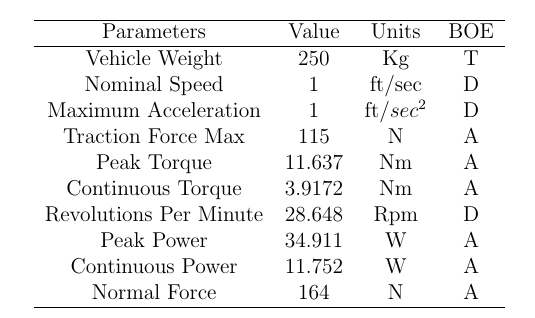 Parameters Value Units BOE
Vehicle Weight 250 Kg T
Nominal Speed 1 ft/sec D
Maximum Acceleration 1 ft/sec² D
Traction Force Max 115 N A
Peak Torque 11.637 Nm A
Continuous Torque 3.9172 Nm A
Revolutions Per Minute 28.648 Rpm D
Peak Power 34.911 W A
Continuous Power 11.752 W A
Normal Force 164 N A